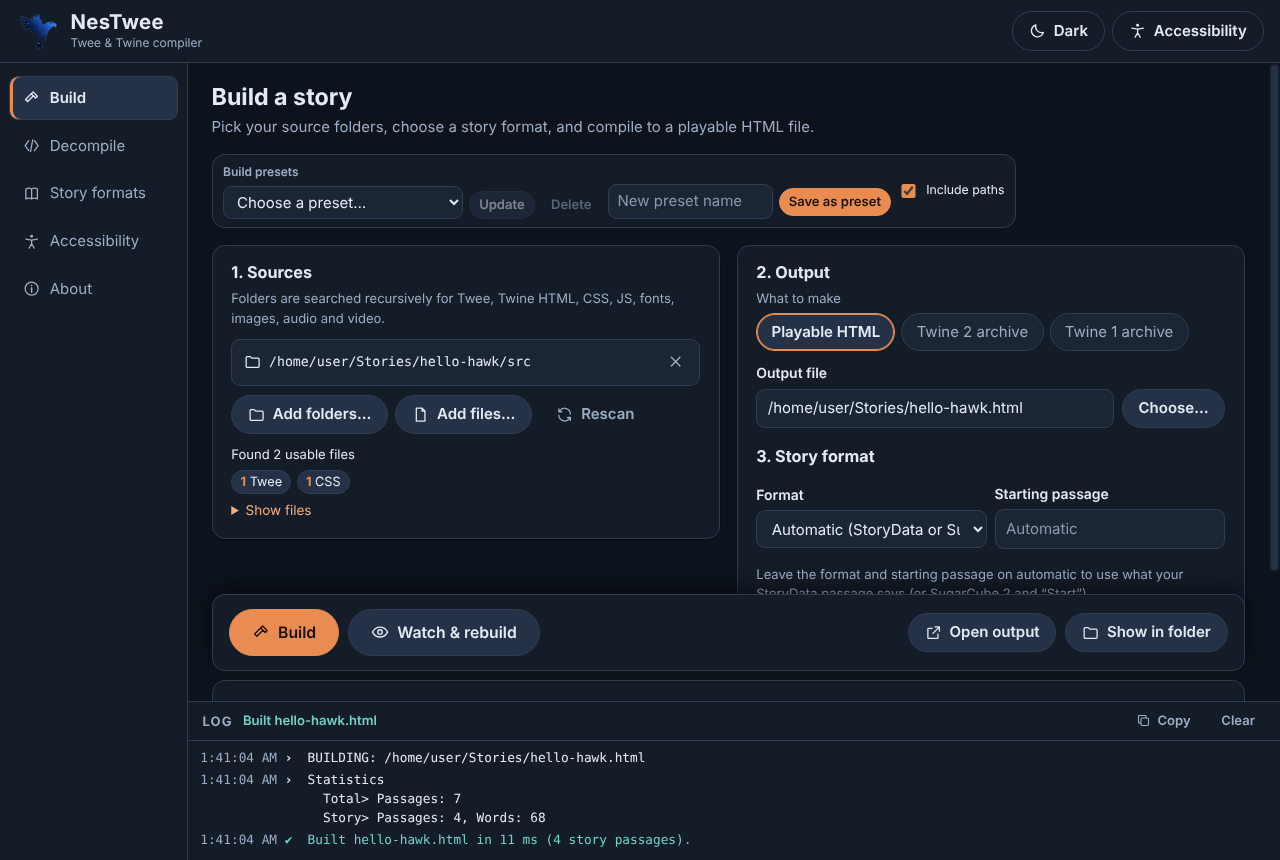 NesTwee
Twee & Twine compiler
Dark
Accessibility
Build
Decompile
Story formats
Accessibility
About
Build a story
Pick your source folders, choose a story format, and compile to a playable HTML file.
Build presets
Choose a preset...
Update
Delete
New preset name
Save as preset
Include paths
1. Sources
Folders are searched recursively for Twee, Twine HTML, CSS, JS, fonts,
images, audio and video.
/home/user/Stories/hello-hawk/src
Add folders...
Add files...
Rescan
Found 2 usable files
1 Twee
1 CSS
Show files
2. Output
What to make
Playable HTML
Twine 2 archive
Twine 1 archive
Output file
/home/user/Stories/hello-hawk.html
Choose...
3. Story format
Format
Starting passage
Automatic (StoryData or Su
Automatic
Leave the format and starting passage on automatic to use what your
StoryData passage says (or SugarCube 2 and “Start”).
Build
Watch & rebuild
Open output
Show in folder
LOG
Built hello-hawk.html
Copy
Clear
1:41:04 AM › BUILDING: /home/user/Stories/hello-hawk.html
1:41:04 AM › Statistics
Total> Passages: 7
Story> Passages: 4, Words: 68
1:41:04 AM ✔ Built hello-hawk.html in 11 ms (4 story passages).